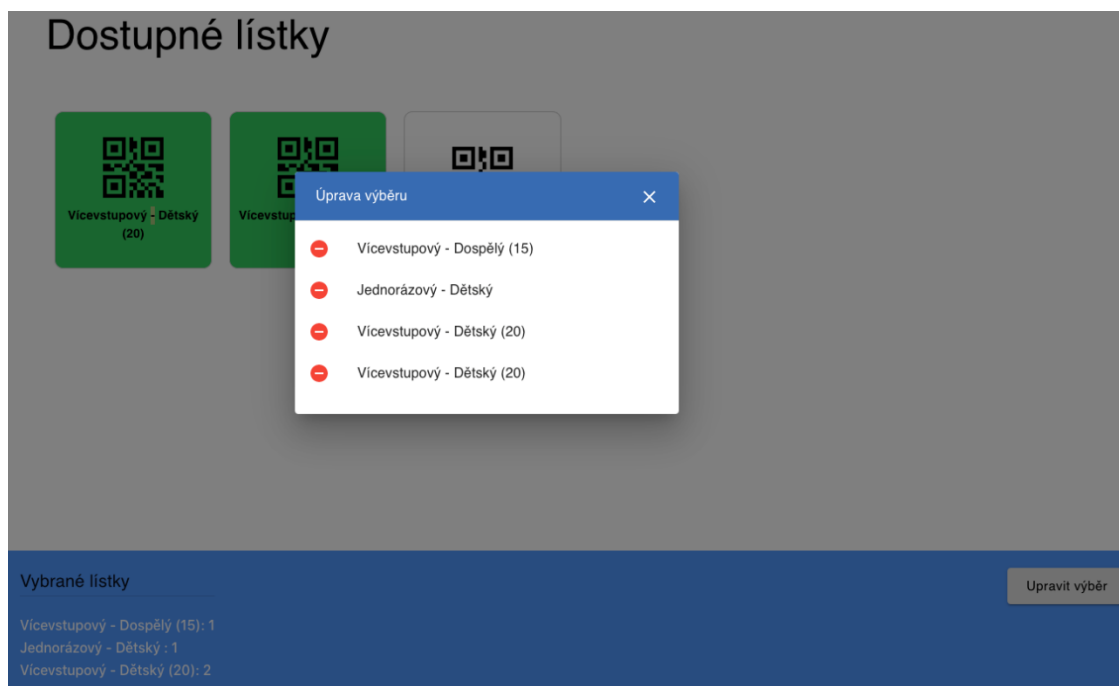 Dostupné lístky
Vícevstupový - Dětský
(20)
Vícevstup
Úprava výběru
Vícevstupový - Dospělý (15)
Jednorázový - Dětský
Vícevstupový - Dětský (20)
Vícevstupový - Dětský (20)
Vybrané lístky
Upravit výběr
Vícevstupový - Dospělý (15): 1
Jednorázový - Dětský : 1
Vícevstupový - Dětský (20): 2